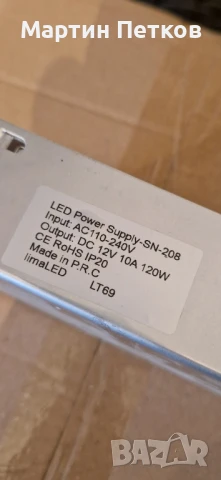 Мартин Петков
LED Power Supply-SN-208
Input: AC110-240V
Output: DC 12V 10A 120W
CE RoHS IP20
Made in P.R.C
limaLED LT69
BAZAR